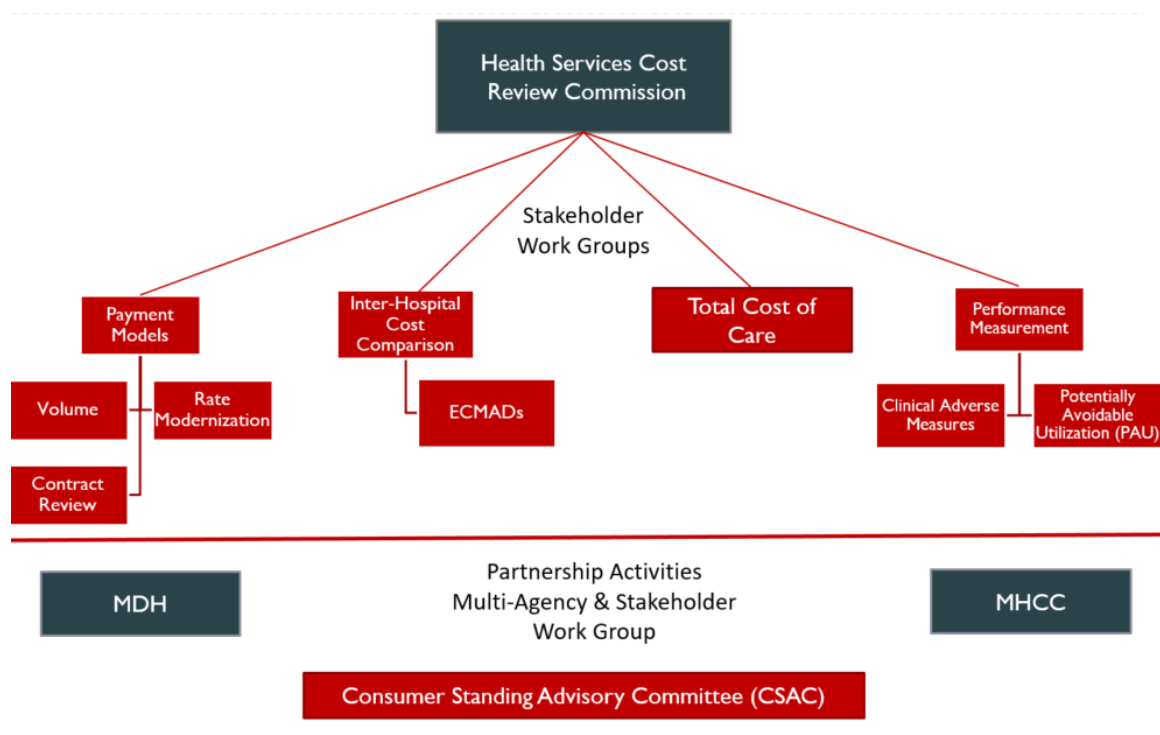 Health Services Cost
Review Commission
Stakeholder
Work Groups
Payment
Models
Inter-Hospital
Cost
Comparison
Total Cost of
Care
Performance
Measurement
Volume
Rate
Modernization
ECMADs
Clinical Adverse
Measures
Potentially
Avoidable
Utilization (PAU)
Contract
Review
MDH
Partnership Activities
Multi-Agency & Stakeholder
Work Group
MHCC
Consumer Standing Advisory Committee (CSAC)